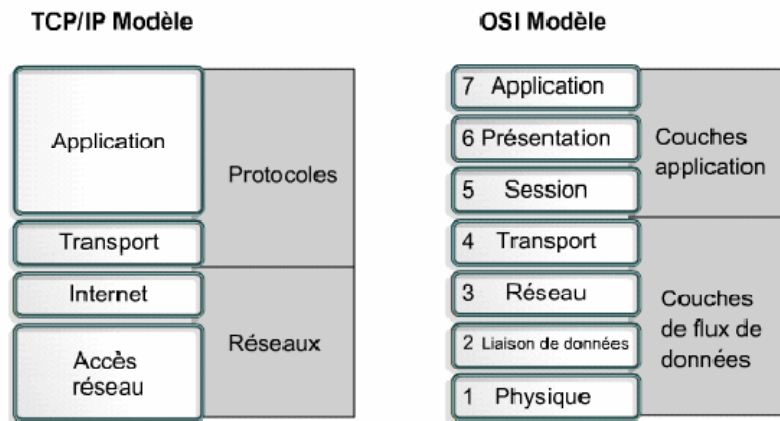 TCP/IP Modèle
Application
Transport
Internet
Accès
réseau
Protocoles
Réseaux
OSI Modèle
7 Application
6 Présentation
5 Session
4 Transport
3 Réseau
2 Liaison de données
1 Physique
Couches
application
Couches
de flux de
données